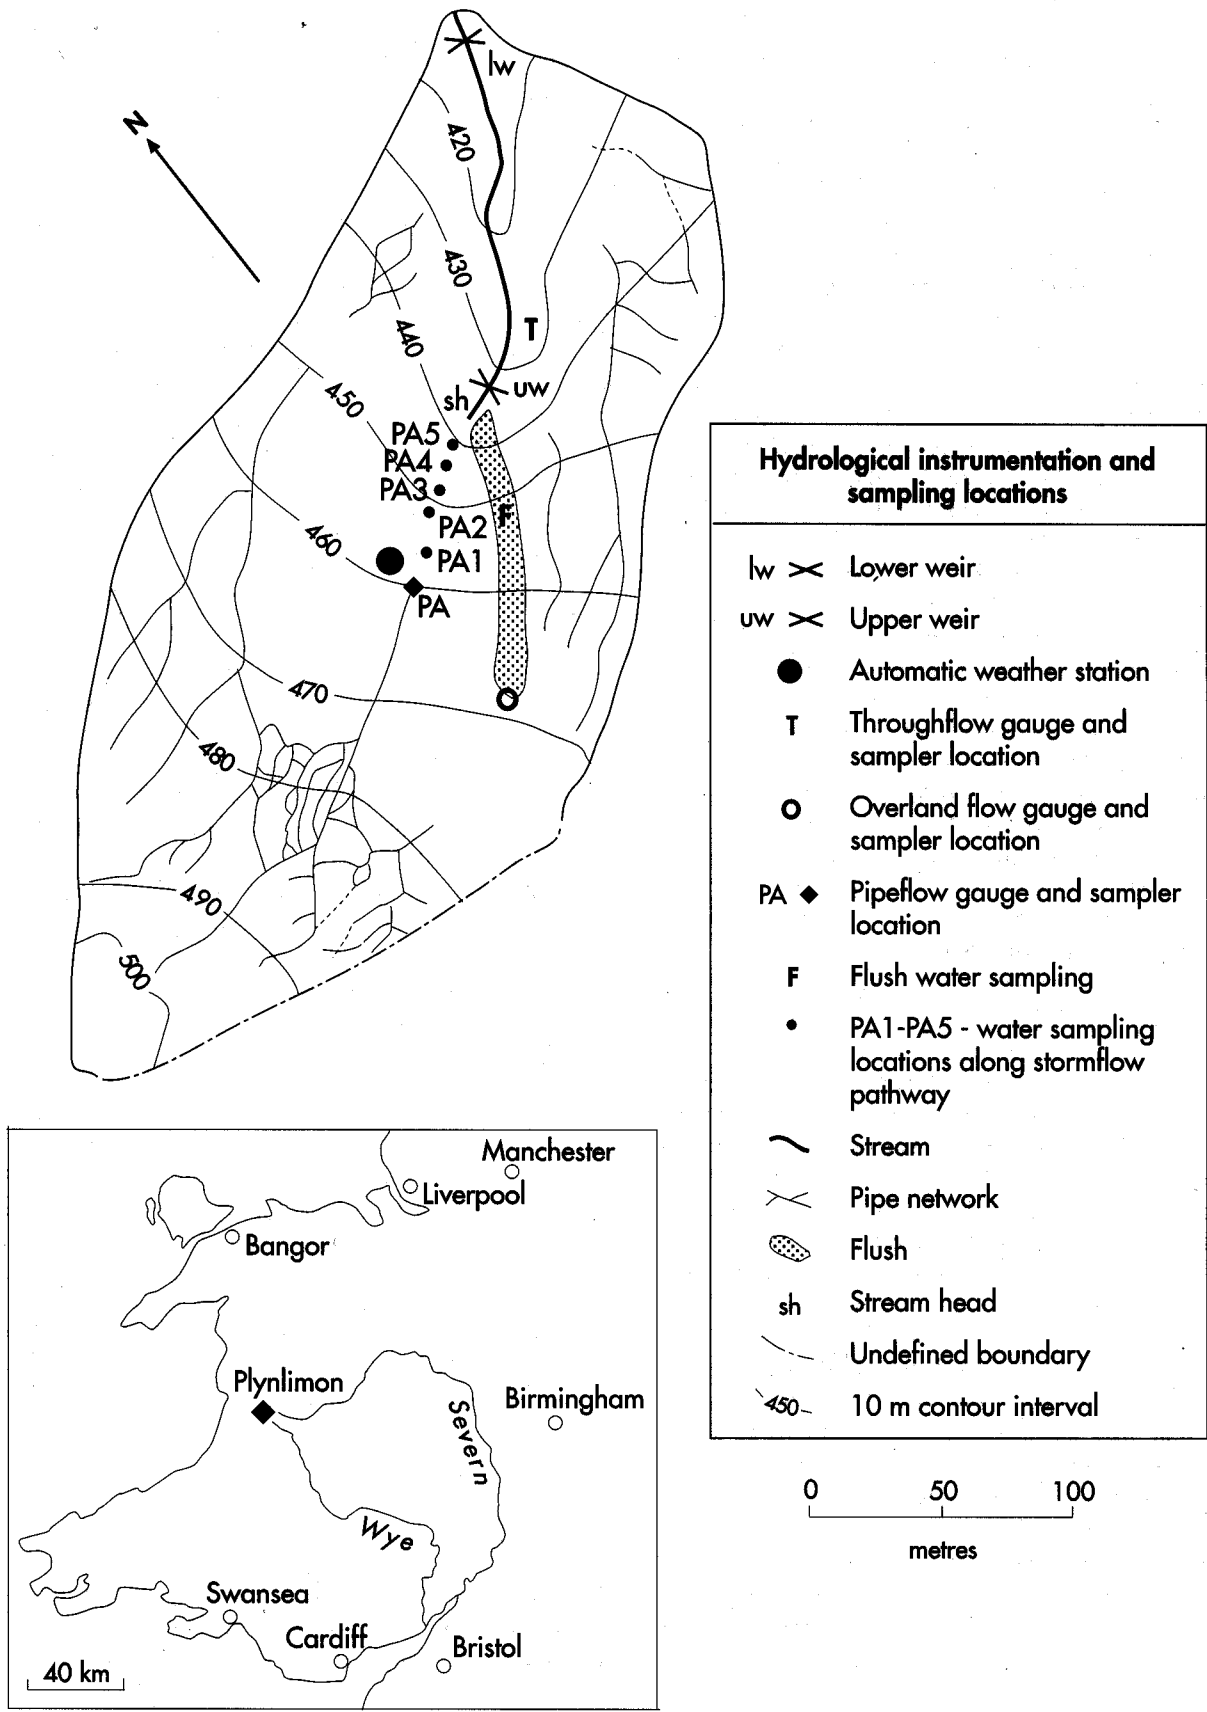 lw
N
420
430
440
T
uw
sh
450
PA5
PA4
PA3
F
PA2
460
PA1
PA
470
480
490
500
Hydrological instrumentation and
sampling locations
lw Lower weir
uw Upper weir
Automatic weather station
T Throughflow gauge and
sampler location
Overland flow gauge and
sampler location
PA Pipeflow gauge and sampler
location
F Flush water sampling
PA1-PA5 - water sampling
locations along stormflow
pathway
Stream
Pipe network
Flush
sh Stream head
Undefined boundary
450 10 m contour interval
0 50 100
metres
Manchester
Liverpool
Bangor
Plynlimon
Birmingham
Severn
Wye
Swansea
Cardiff
Bristol
40 km